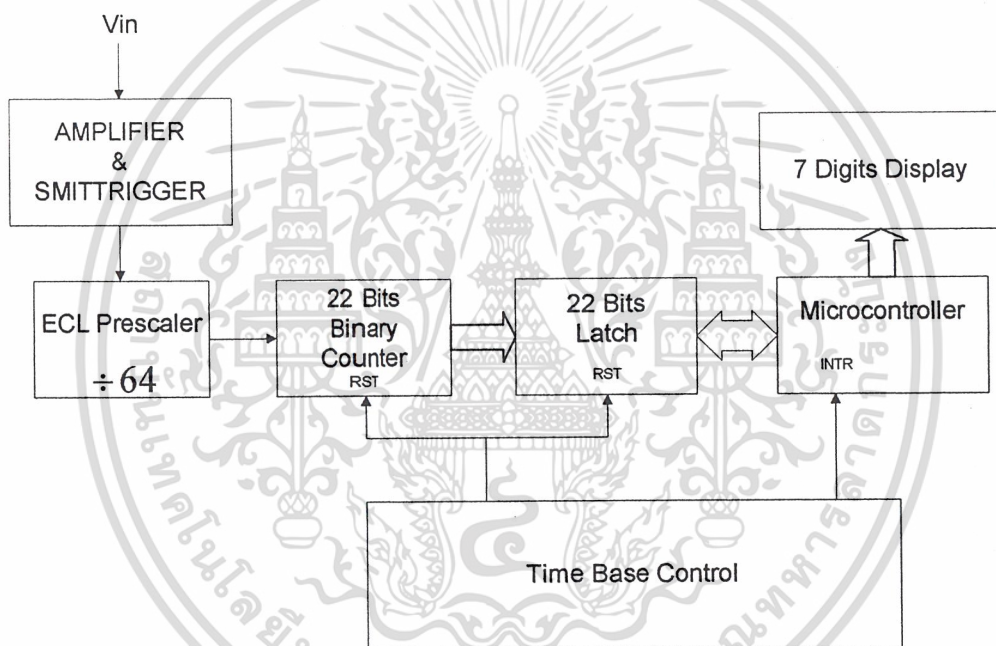 Vin
AMPLIFIER
&
SMITTRIGGER
7 Digits Display
ECL Prescaler
÷64
22 Bits
Binary
Counter
RST
22 Bits
Latch
RST
Microcontroller
INTR
Time Base Control